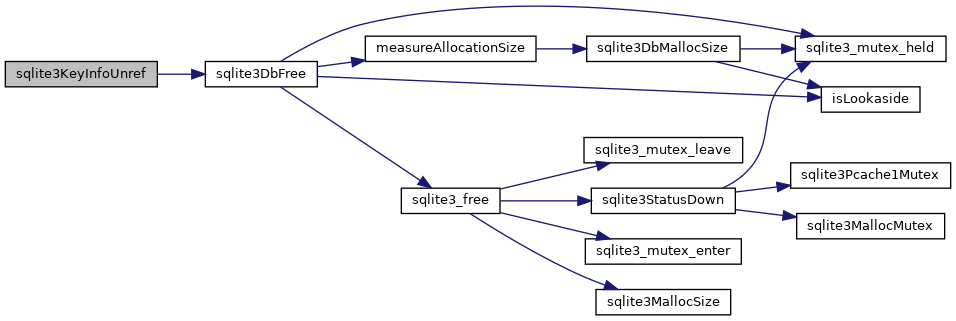 sqlite3KeyInfoUnref
sqlite3DbFree
measureAllocationSize
sqlite3DbMallocSize
sqlite3_mutex_held
isLookaside
sqlite3_free
sqlite3_mutex_leave
sqlite3StatusDown
sqlite3Pcache1Mutex
sqlite3MallocMutex
sqlite3_mutex_enter
sqlite3MallocSize